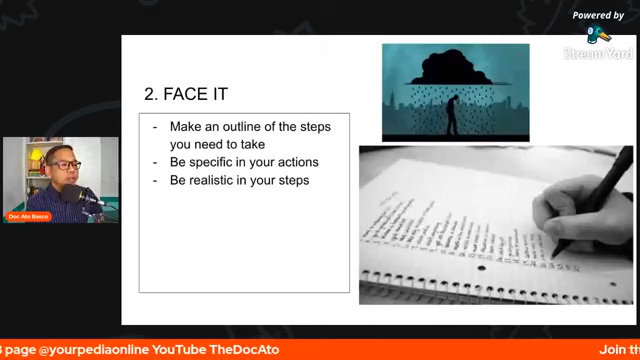 Powered by
StreamYard
2. FACE IT
- Make an outline of the steps
you need to take
- Be specific in your actions
- Be realistic in your steps
Doc Ato Basco
B page @yourpediaonline YouTube TheDocAto
Join th